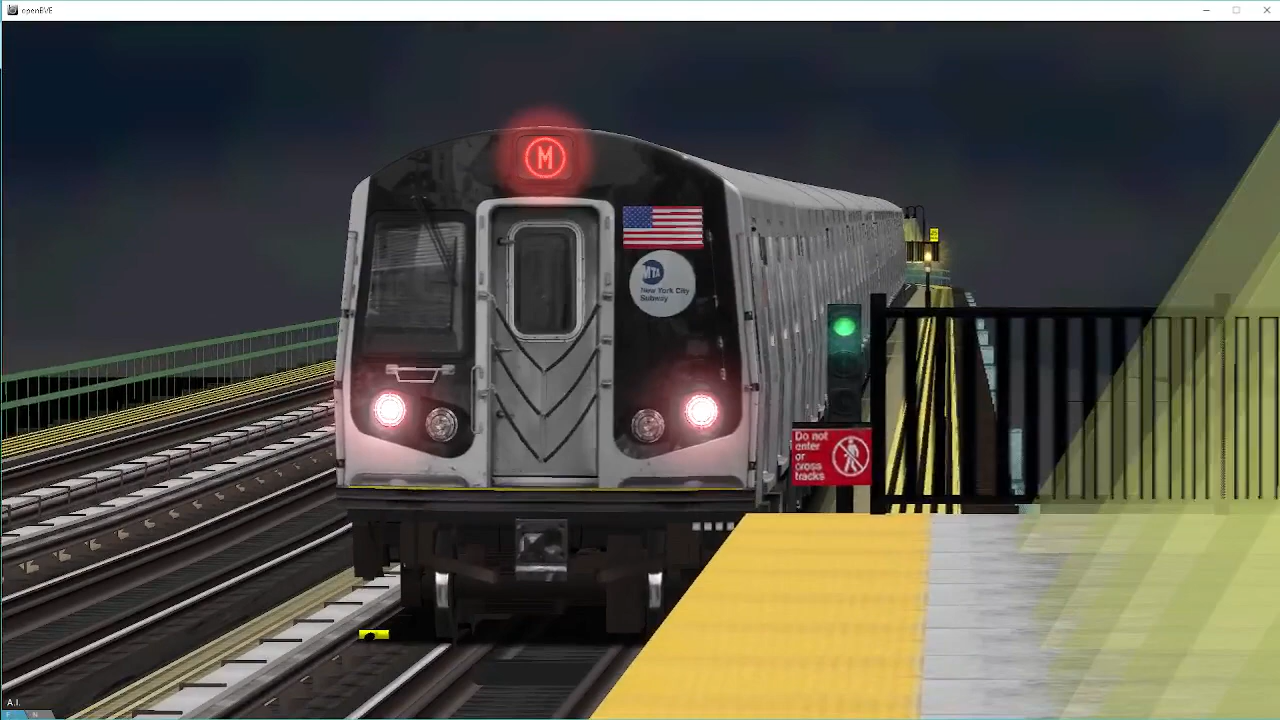 openBVE
M
MTA
New York City
Subway
Do not
enter
or
cross
tracks
A.I.
F N